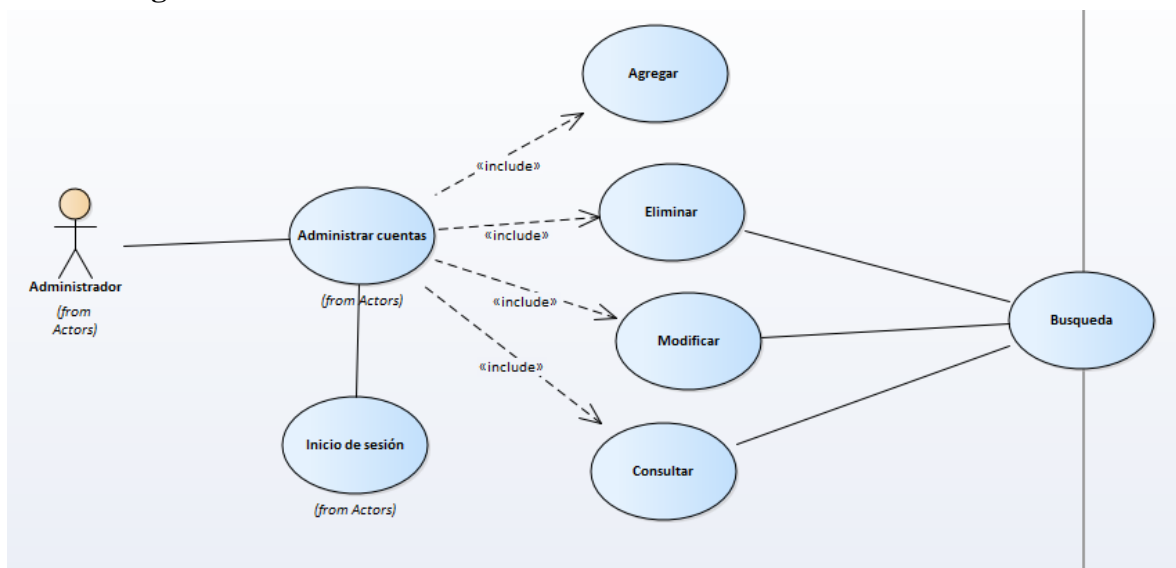 g
Agregar
«include»
Eliminar
Administrar cuentas
«include»
Administrador
(from
Actors)
(from Actors)
«include»
Busqueda
Modificar
«include»
Inicio de sesión
Consultar
(from Actors)